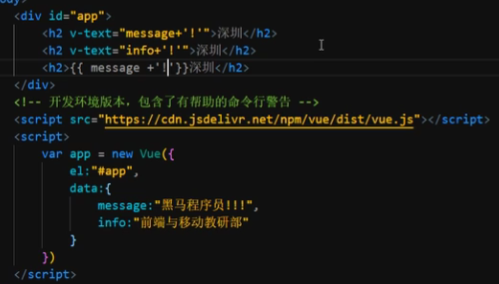 <div id="app">
<h2 v-text="message+'!'">深圳</h2>
<h2 v-text="info+'!'">深圳</h2>
<h2>{{ message +'!'}}深圳</h2>
</div>
<!-- 开发环境版本，包含了有帮助的命令行警告 -->
<script src="https://cdn.jsdelivr.net/npm/vue/dist/vue.js"></script>
<script>
var app = new Vue({
el:"#app",
data:{
message:"黑马程序员!!!",
info:"前端与移动教研部"
}
})
</script>